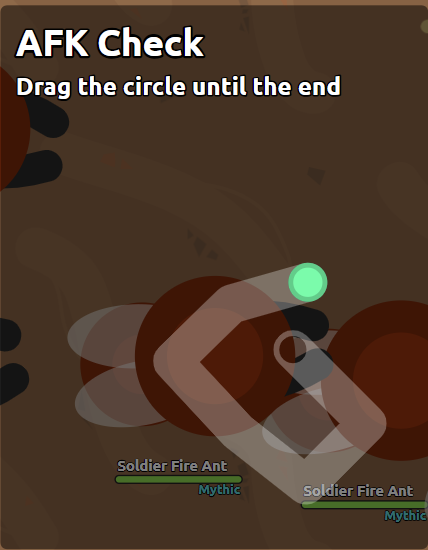 AFK Check
Drag the circle until the end
Soldier Fire Ant
Mythic
Soldier Fire Ant
Mythic